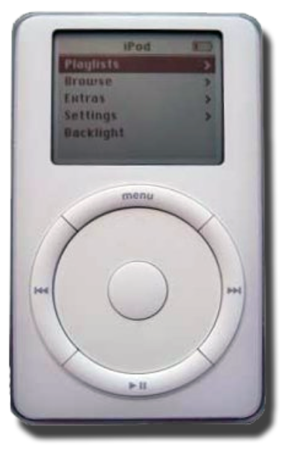 iPod
Playlists
Browse
Extras
Settings
Backlight
menu